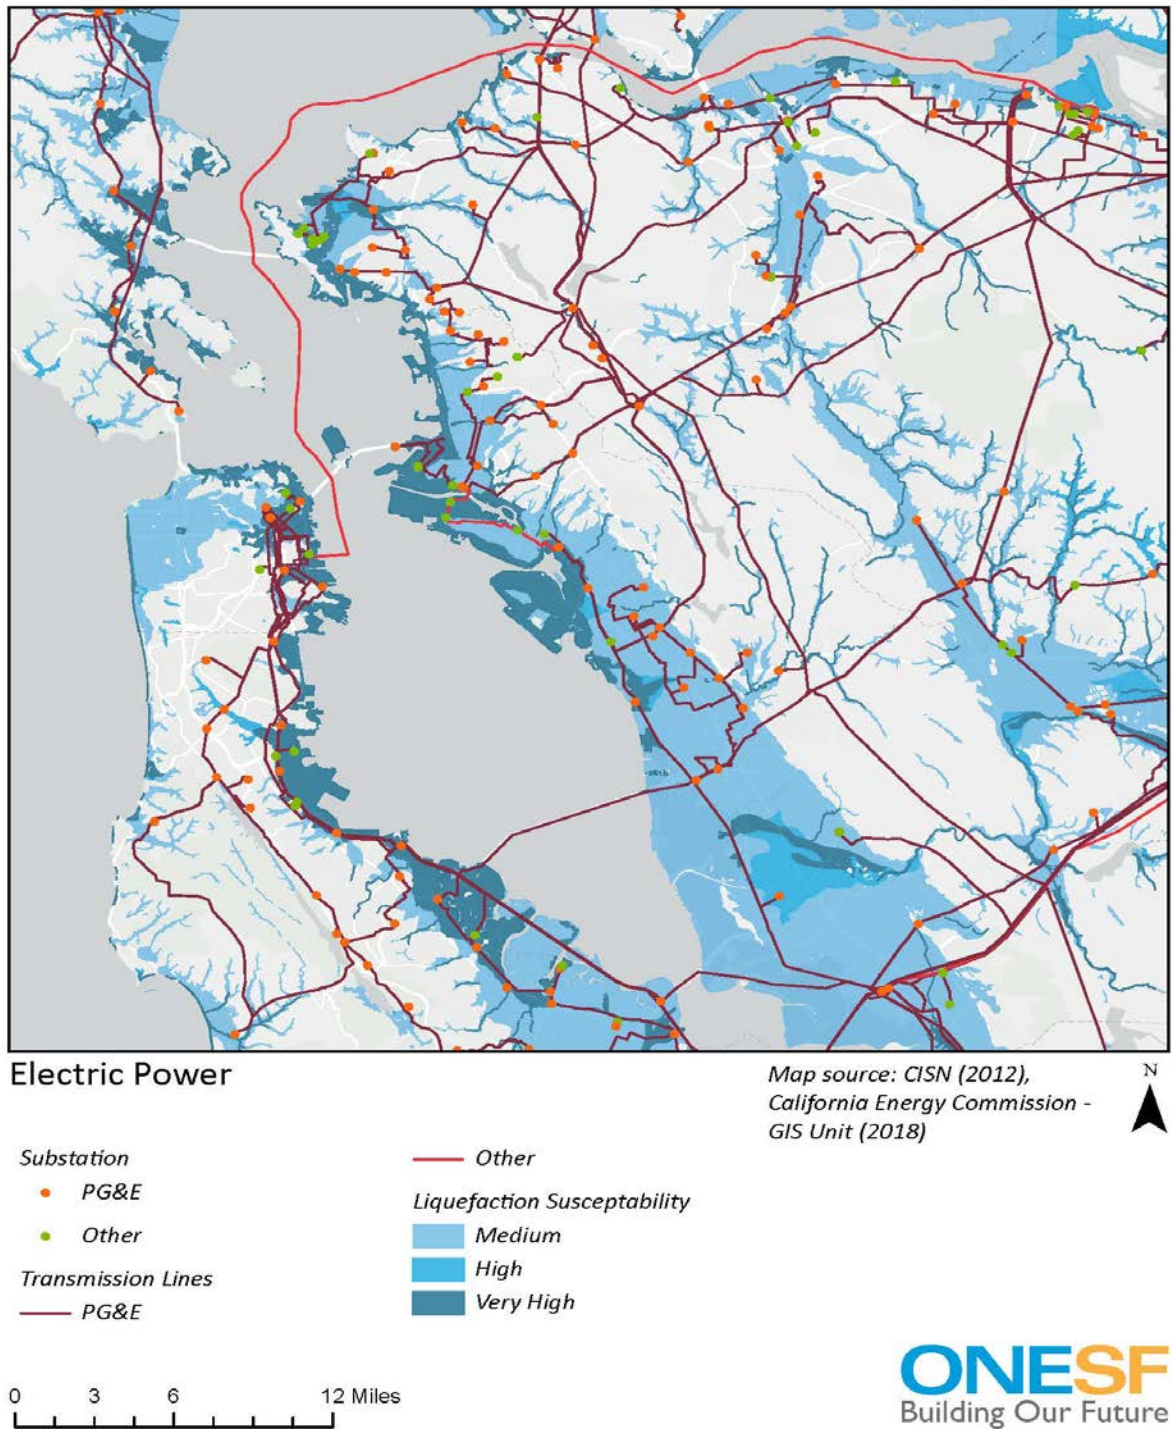 Electric Power
Map source: CISN (2012),
California Energy Commission -
GIS Unit (2018)
N
Substation
PG&E
Other
Transmission Lines
PG&E
Other
Liquefaction Susceptability
Medium
High
Very High
0 3 6 12 Miles
ONESF
Building Our Future